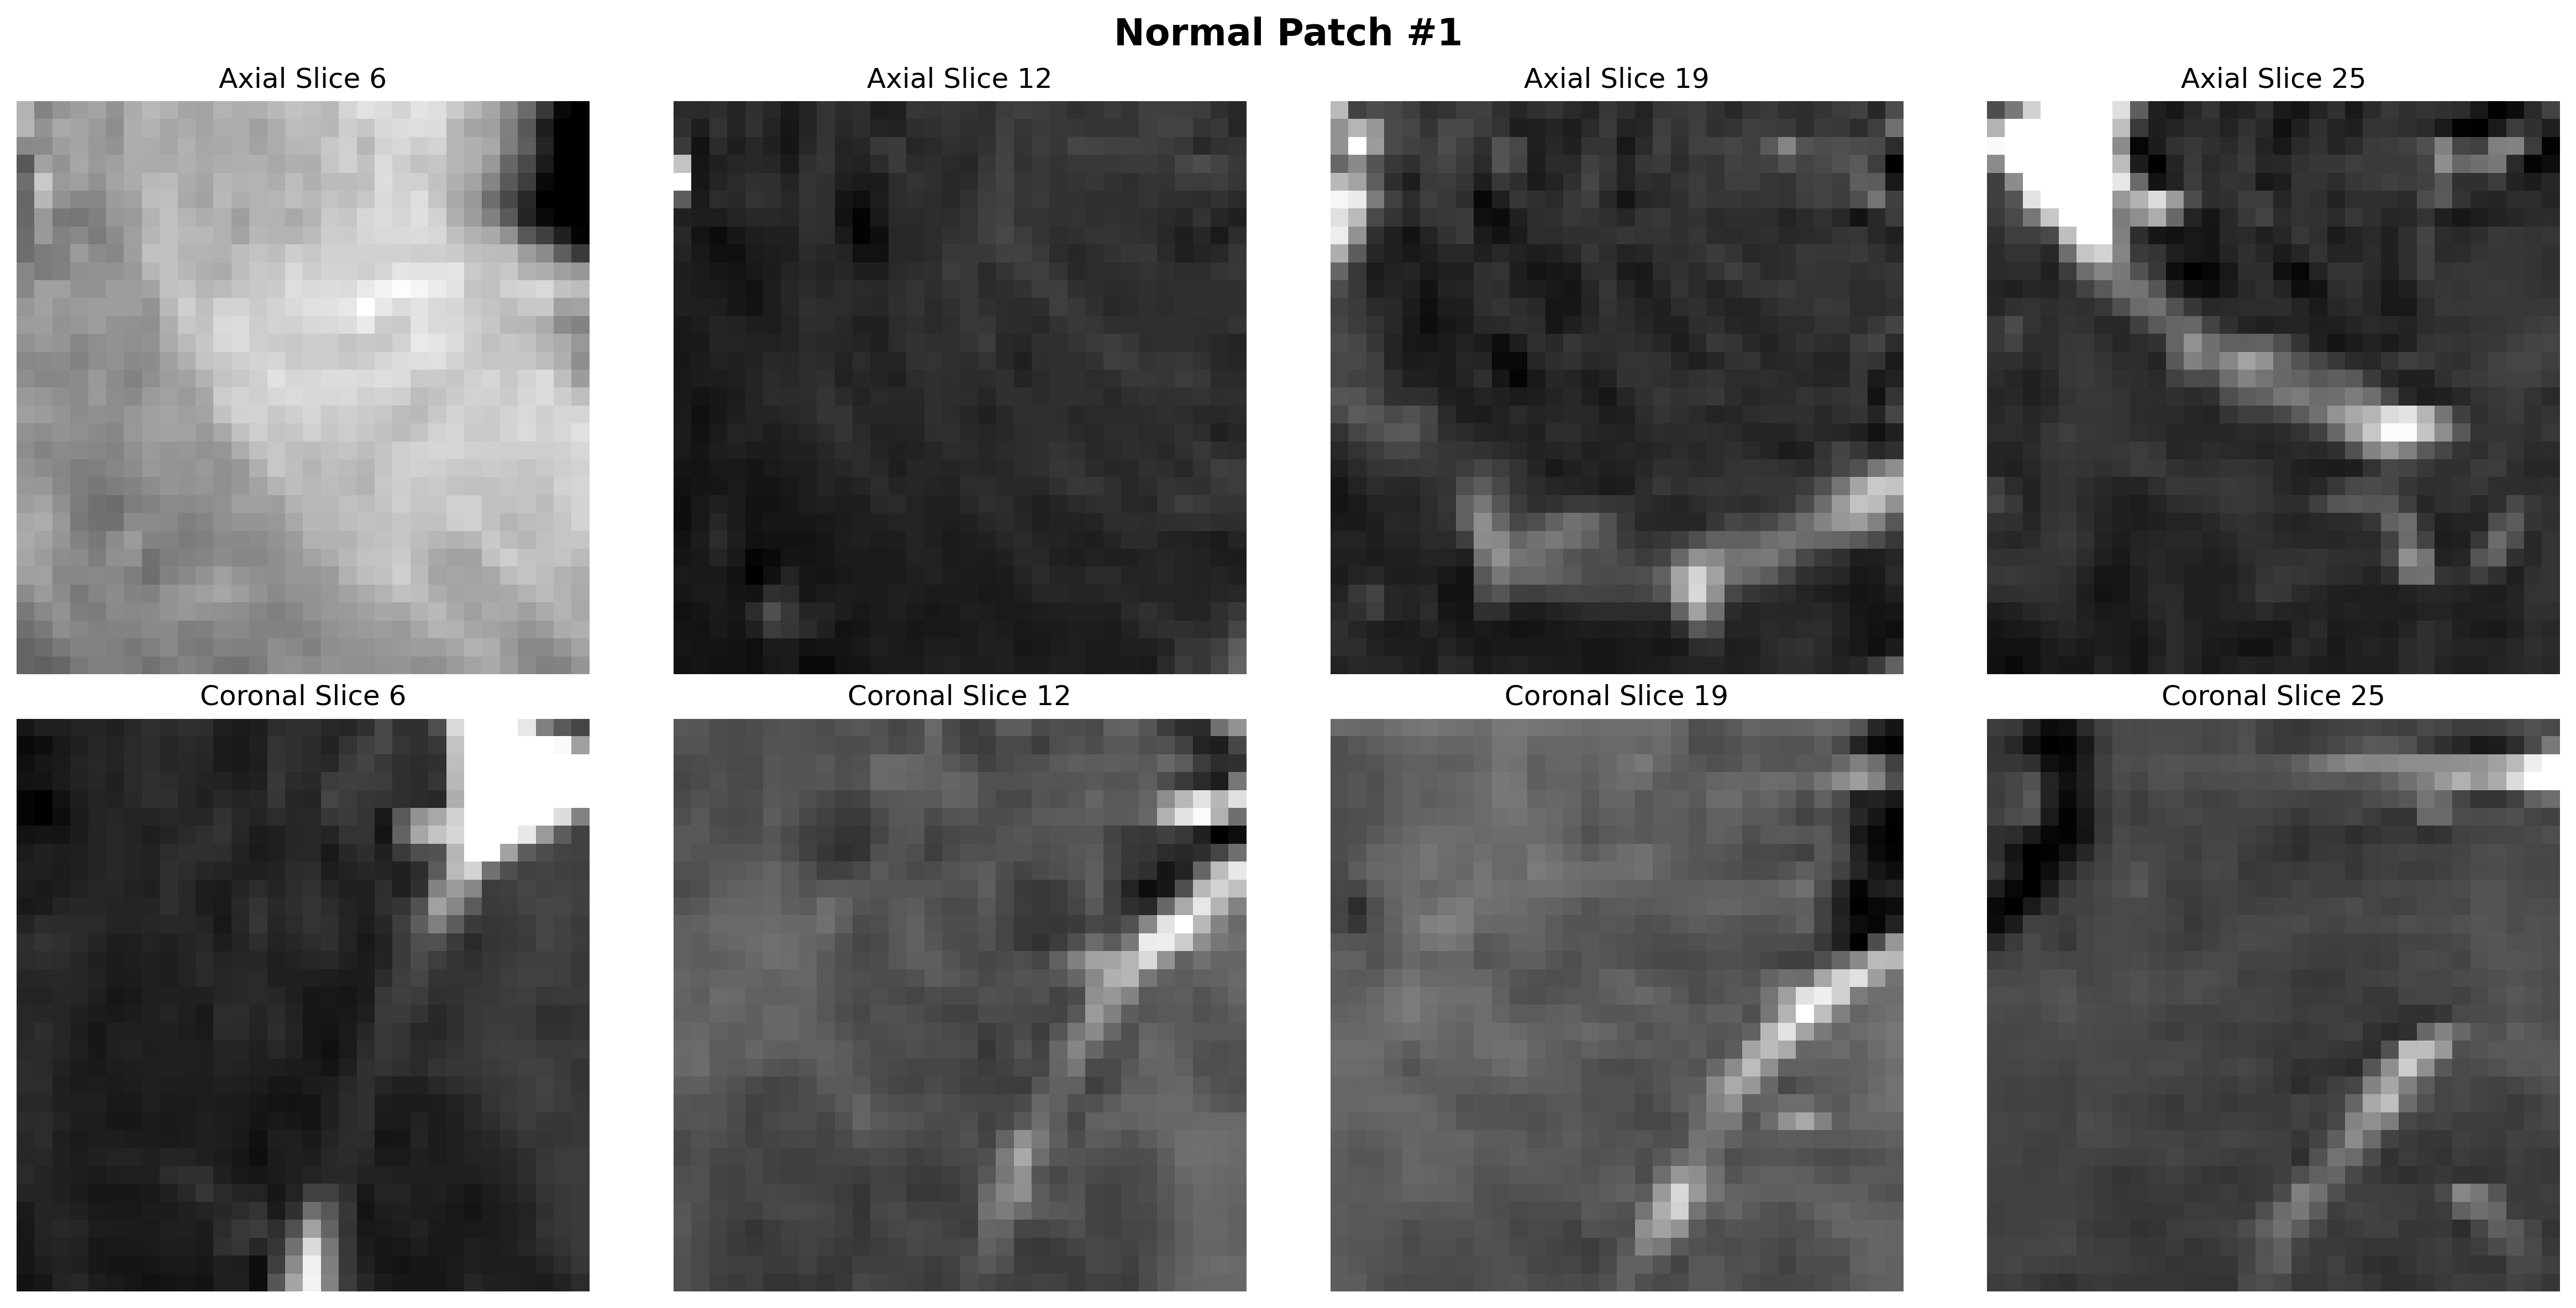 Normal Patch #1
Axial Slice 6
Axial Slice 12
Axial Slice 19
Axial Slice 25
Coronal Slice 6
Coronal Slice 12
Coronal Slice 19
Coronal Slice 25